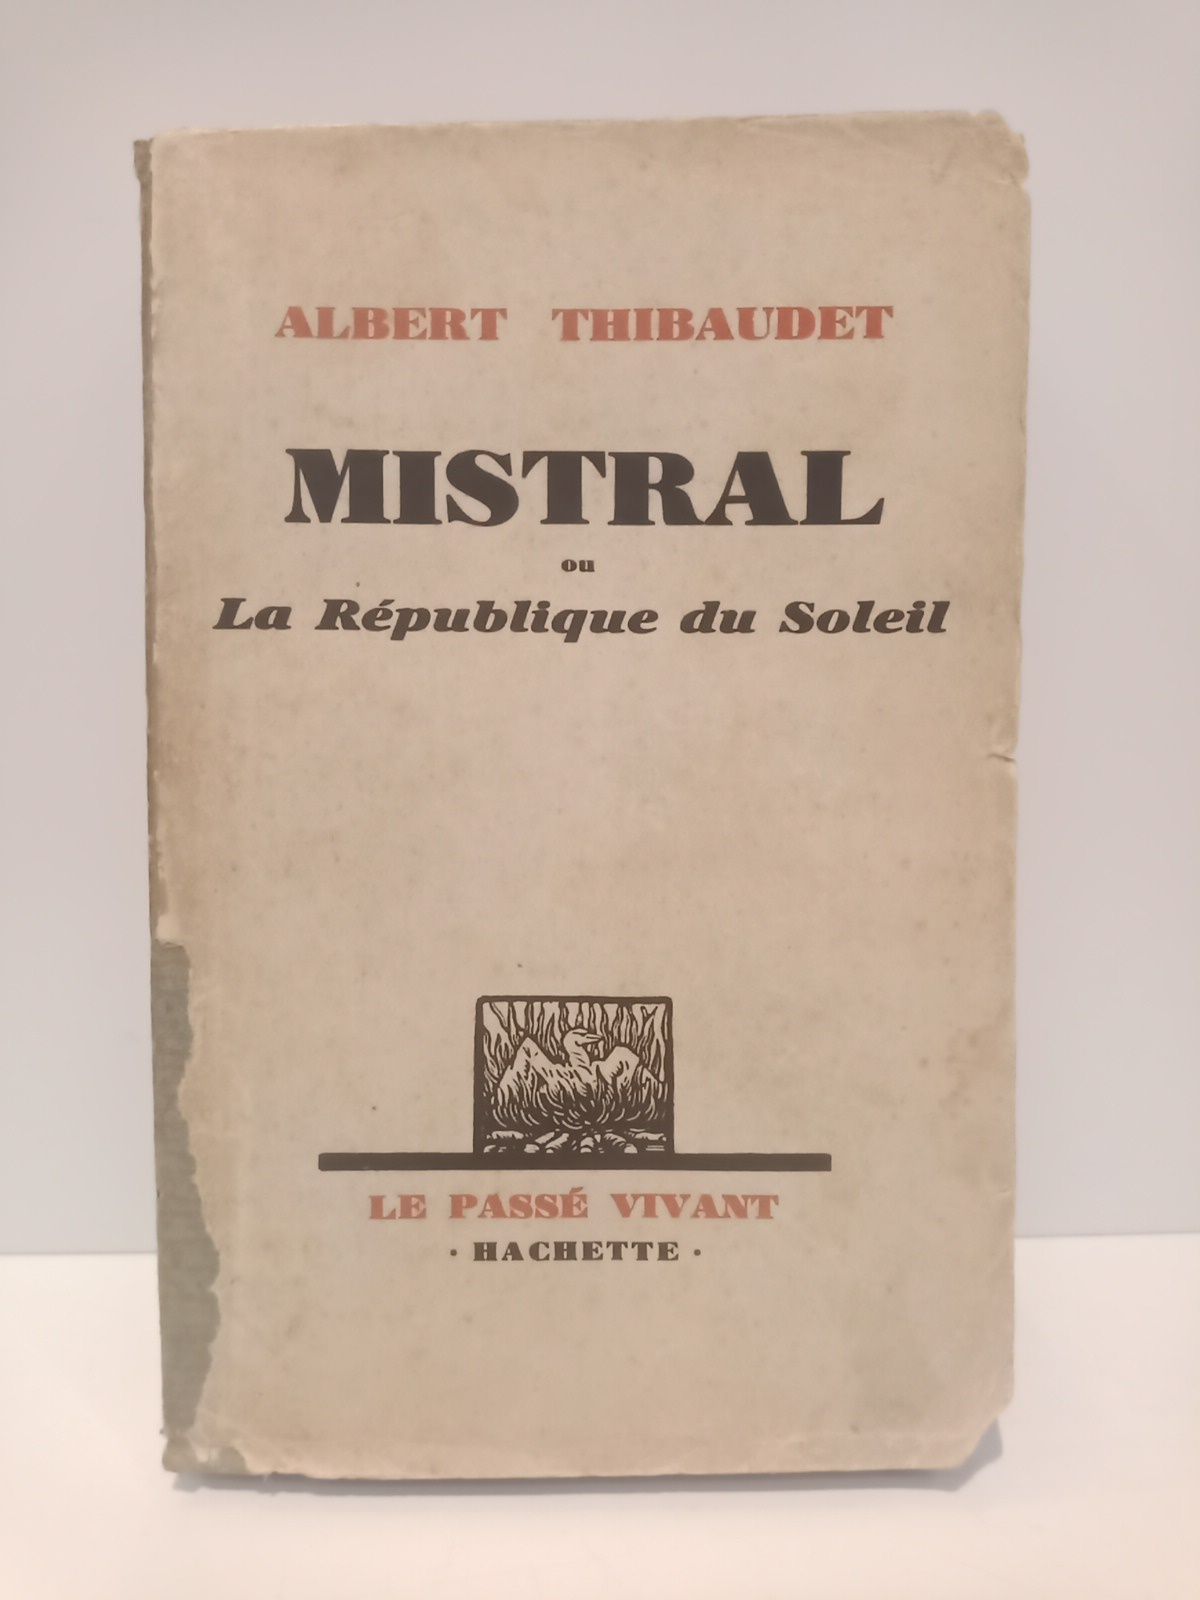 ALBERT THIBAUDET
MISTRAL
ou
La République du Soleil
LE PASSÉ VIVANT
· HACHETTE ·